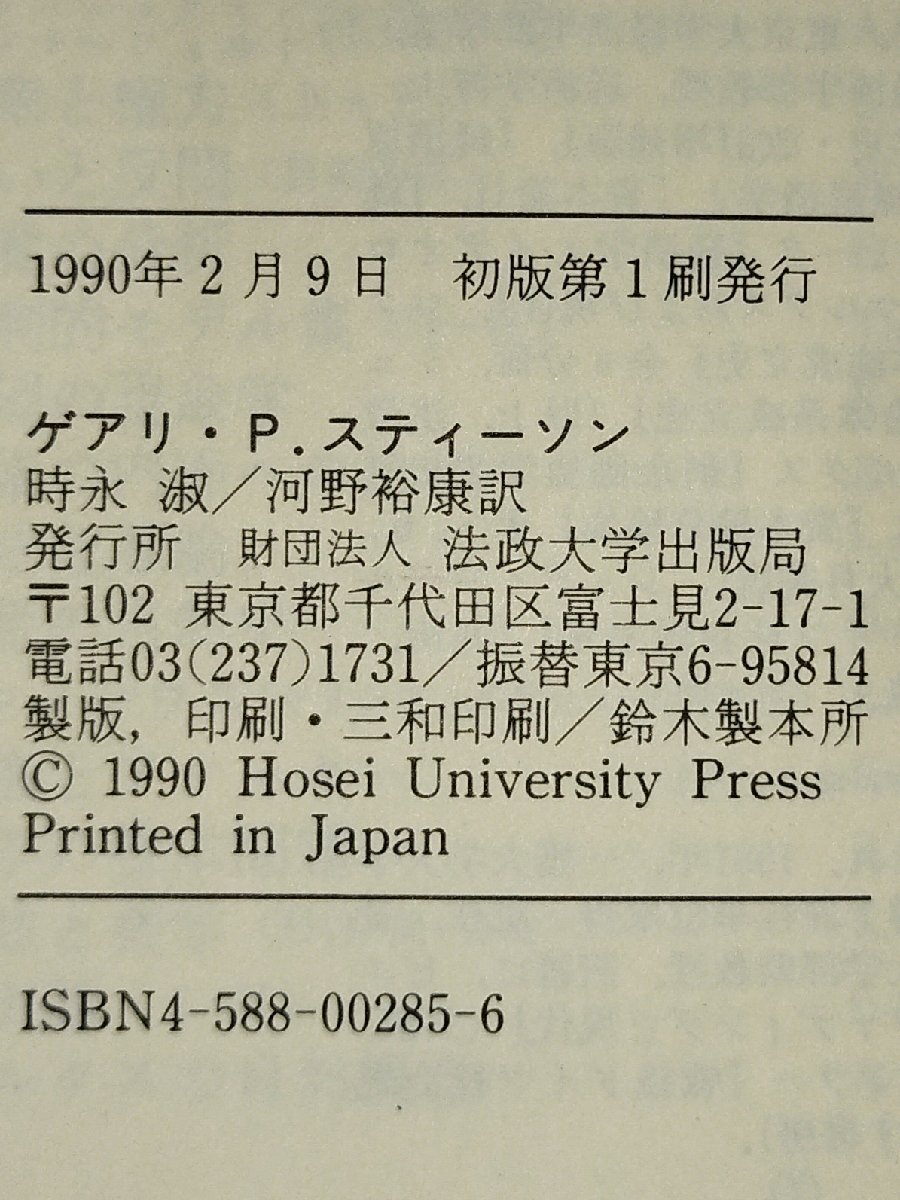 1990年2月9日 初版第1刷発行
ゲアリ・P.スティーソン
時永 淑／河野裕康訳
発行所 財団法人 法政大学出版局
〒102 東京都千代田区富士見2-17-1
電話03(237)1731／振替東京6-95814
製版,印刷・三和印刷／鈴木製本所
© 1990 Hosei University Press
Printed in Japan
ISBN4-588-00285-6